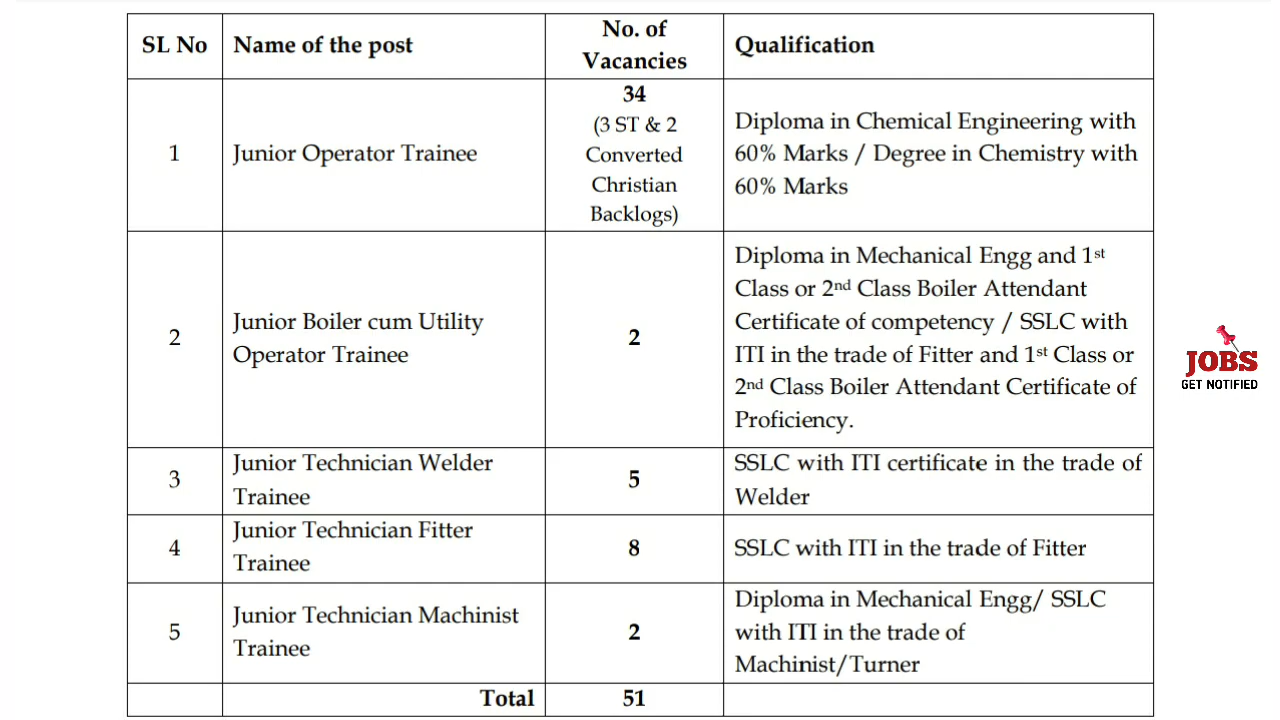 SL No Name of the post No. of Vacancies Qualification
1 Junior Operator Trainee
34
(3 ST & 2
Converted
Christian
Backlogs)
Diploma in Chemical Engineering with
60% Marks / Degree in Chemistry with
60% Marks
2
Junior Boiler cum Utility
Operator Trainee
2
Diploma in Mechanical Engg and 1st
Class or 2nd Class Boiler Attendant
Certificate of competency / SSLC with
ITI in the trade of Fitter and 1st Class or
2nd Class Boiler Attendant Certificate of
Proficiency.
3
Junior Technician Welder
Trainee
5
SSLC with ITI certificate in the trade of
Welder
4
Junior Technician Fitter
Trainee
8
SSLC with ITI in the trade of Fitter
5
Junior Technician Machinist
Trainee
2
Diploma in Mechanical Engg/ SSLC
with ITI in the trade of
Machinist/Turner
Total 51
JOBS
GET NOTIFIED